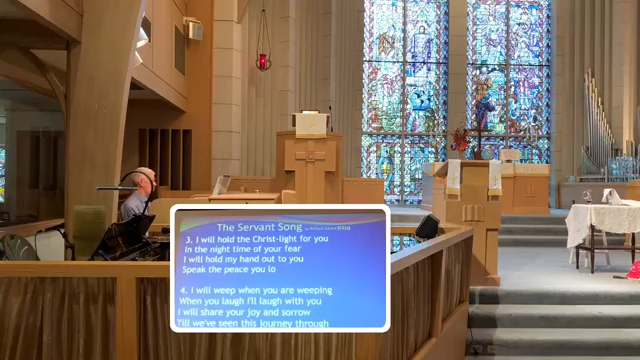 The Servant Song
3. I will hold the Christ-light for you
In the night time of your fear
I will hold my hand out to you
Speak the peace you lo
4. I will weep when you are weeping
When you laugh I'll laugh with you
I will share your joy and sorrow
Till we've seen this journey through